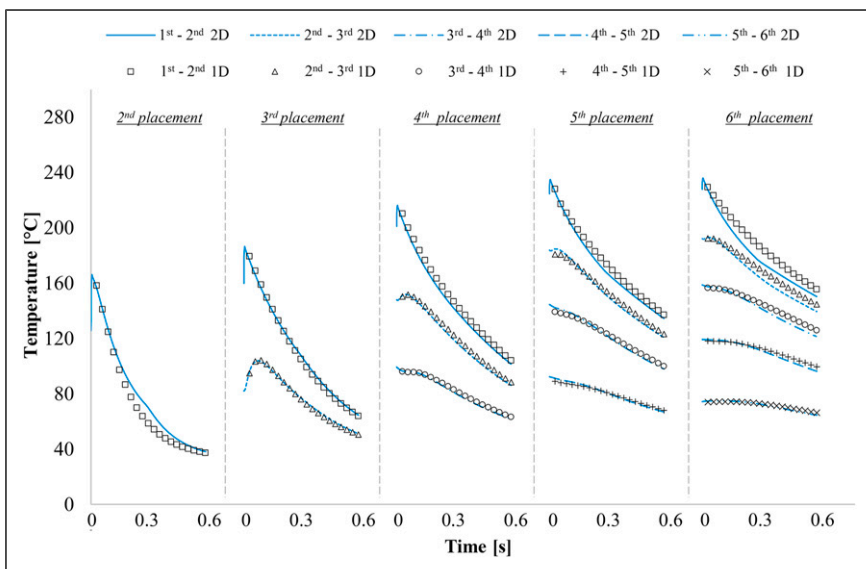 1st - 2nd 2D 2nd - 3rd 2D 3rd - 4th 2D 4th - 5th 2D 5th - 6th 2D
1st - 2nd 1D 2nd - 3rd 1D 3rd - 4th 1D 4th - 5th 1D 5th - 6th 1D
280
2nd placement 3rd placement 4th placement 5th placement 6th placement
240
200
160
120
80
40
0
Temperature [°C]
0 0.3 0.6 0 0.3 0.6 0 0.3 0.6 0 0.3 0.6 0 0.3 0.6
Time [s]